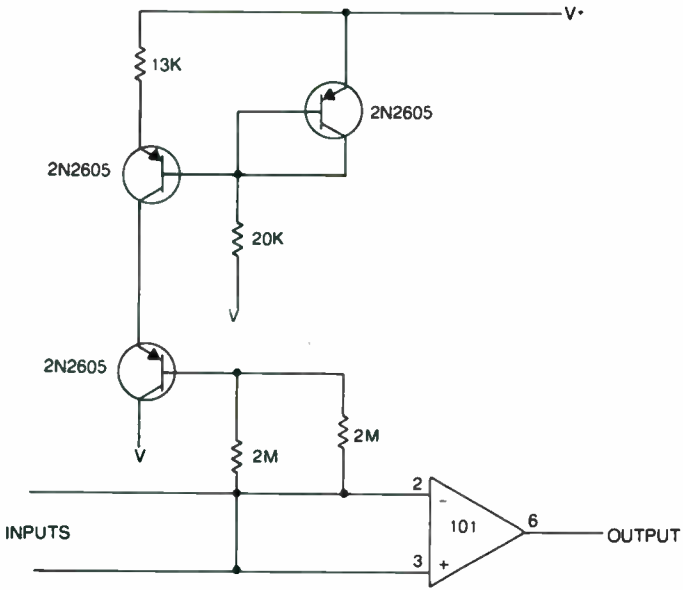 V+
13K
2N2605
2N2605
20K
V
2N2605
2M
2M
V
2
-
101
6
INPUTS
OUTPUT
3
+